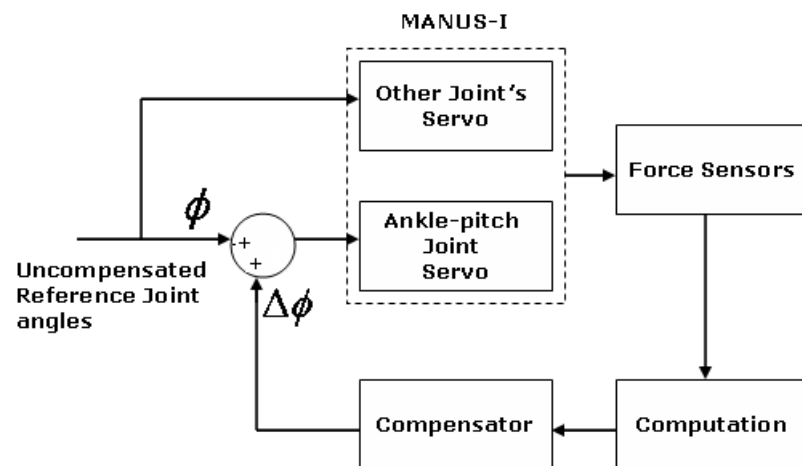 MANUS-I
Other Joint's
Servo
Force Sensors
ϕ
Ankle-pitch
Joint
Servo
+
+
Uncompensated
Reference Joint
angles
Δϕ
Compensator
Computation